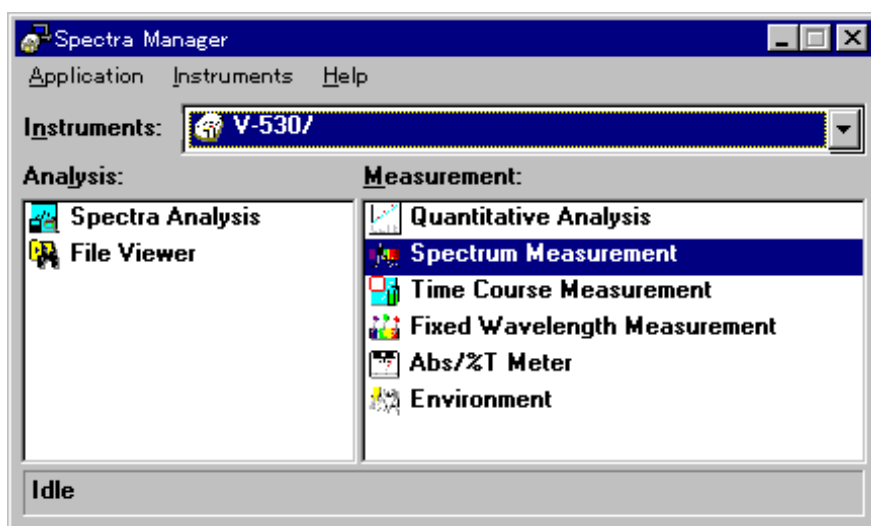 Spectra Manager
Application Instruments Help
Instruments: V-530/
Analysis:
Spectra Analysis
File Viewer
Measurement:
Quantitative Analysis
Spectrum Measurement
Time Course Measurement
Fixed Wavelength Measurement
Abs/%T Meter
Environment
Idle